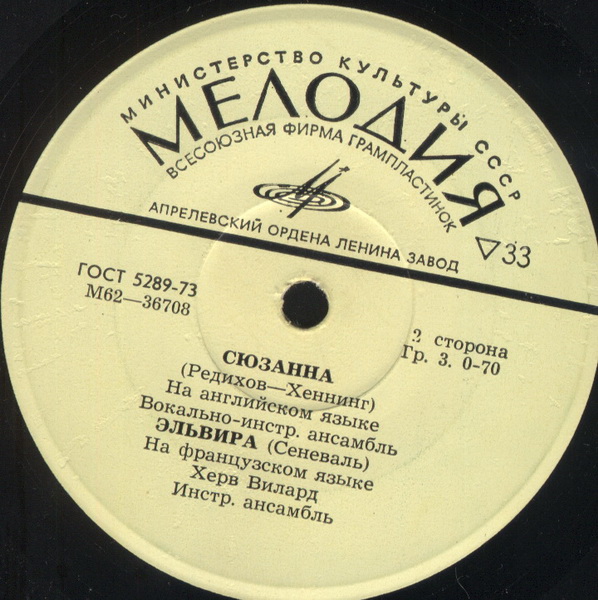 МИНИСТЕРСТВО КУЛЬТУРЫ СССР
МЕЛОДИЯ
ВСЕСОЮЗНАЯ ФИРМА ГРАМПЛАСТИНОК
АПРЕЛЕВСКИЙ ОРДЕНА ЛЕНИНА ЗАВОД
▽33
ГОСТ 5289-73
М62—36708
2 сторона
Гр. 3. 0-70
СЮЗАННА
(Редихов—Хеннинг)
На английском языке
Вокально-инстр. ансамбль
ЭЛЬВИРА (Сеневаль)
На французском языке
Херв Вилард
Инстр. ансамбль